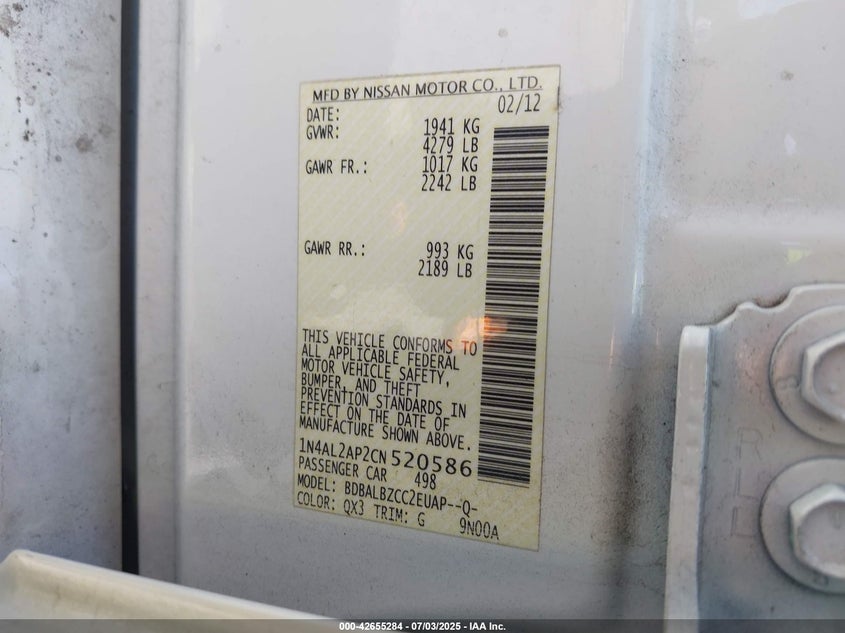 MFD BY NISSAN MOTOR CO., LTD.
DATE: 02/12
GVWR: 1941 KG
4279 LB
GAWR FR.: 1017 KG
2242 LB
GAWR RR.: 993 KG
2189 LB
THIS VEHICLE CONFORMS TO
ALL APPLICABLE FEDERAL
MOTOR VEHICLE SAFETY,
BUMPER, AND THEFT
PREVENTION STANDARDS IN
EFFECT ON THE DATE OF
MANUFACTURE SHOWN ABOVE.
1N4AL2AP2CN520586
PASSENGER CAR 498
MODEL: BDBALBZCC2EUAP--Q-
COLOR: QX3 TRIM: G 9N00A
000-42655284 - 07/03/2025 - IAA Inc.